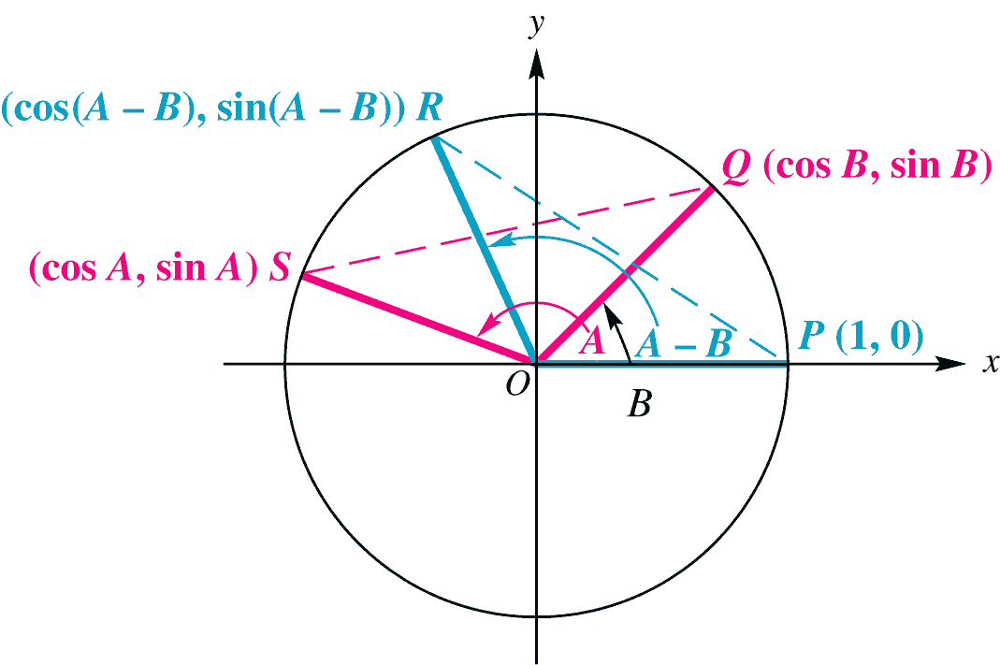 y
(cos(A – B), sin(A – B)) R
Q (cos B, sin B)
(cos A, sin A) S
A
A – B
P (1, 0)
x
O
B